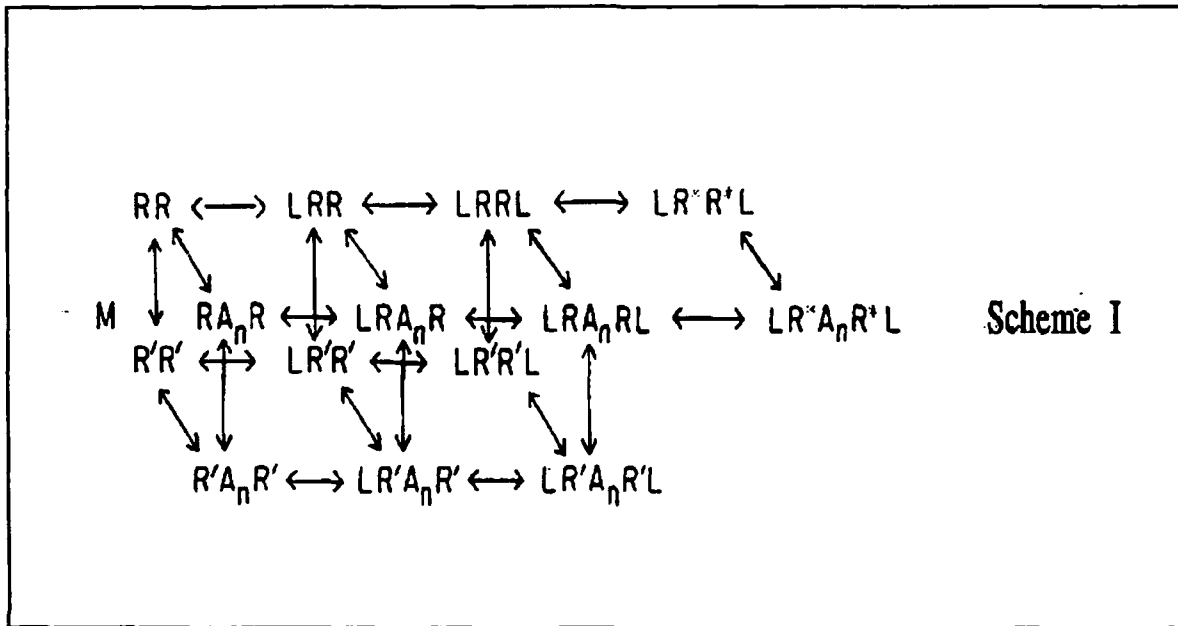 RR ⟷ LRR ⟷ LRRL ⟷ LR*R*L
M RAₙR ⟷ LRAₙR ⟷ LRAₙRL ⟷ LR*AₙR*L Scheme I
R'R' ⟷ LR'R' ⟷ LR'R'L
R'AₙR' ⟷ LR'AₙR' ⟷ LR'AₙR'L